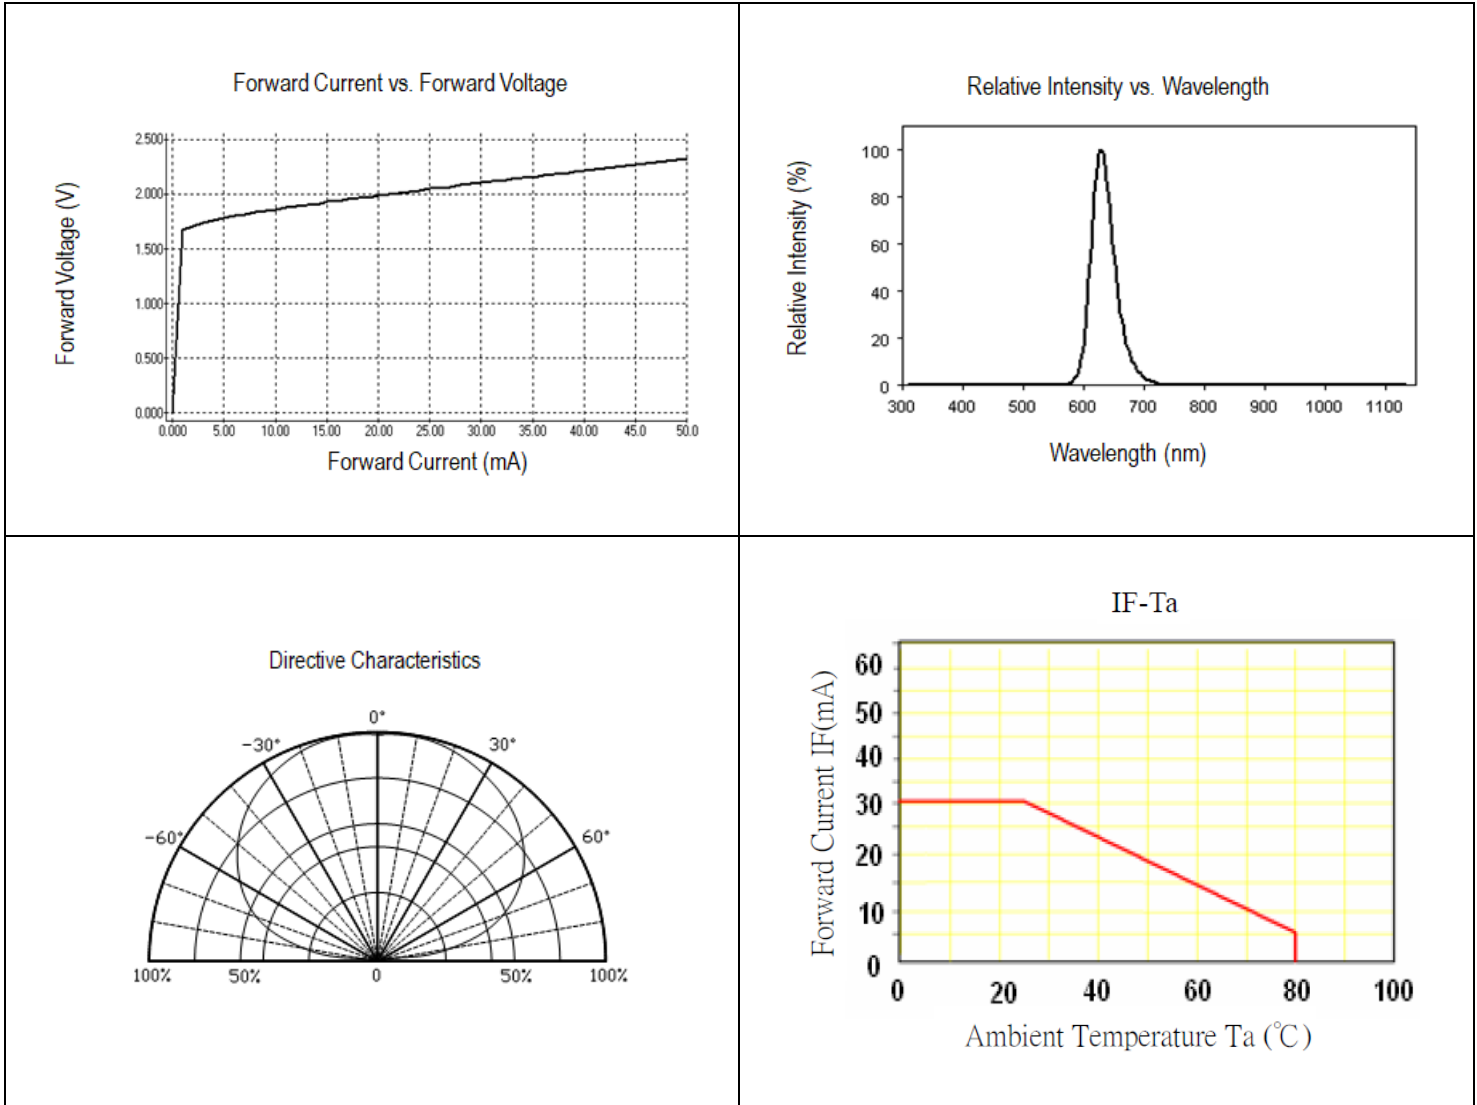 Forward Current vs. Forward Voltage
Forward Voltage (V)
2.500
2.000
1.500
1.000
0.500
0.000
0.000 5.00 10.00 15.00 20.00 25.00 30.00 35.00 40.00 45.0 50.0
Forward Current (mA)
Relative Intensity vs. Wavelength
Relative Intensity (%)
100
80
60
40
20
0
300 400 500 600 700 800 900 1000 1100
Wavelength (nm)
Directive Characteristics
0°
-30° 30°
-60° 60°
100% 50% 0 50% 100%
IF-Ta
Forward Current IF(mA)
60
50
40
30
20
10
0
0 20 40 60 80 100
Ambient Temperature Ta (℃)